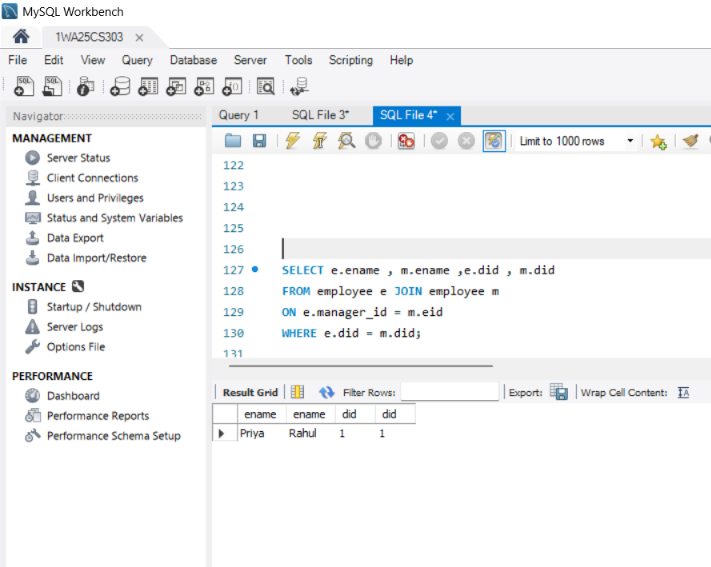 MySQL Workbench
1WA25CS303 ×
File Edit View Query Database Server Tools Scripting Help
Navigator
MANAGEMENT
Server Status
Client Connections
Users and Privileges
Status and System Variables
Data Export
Data Import/Restore
INSTANCE
Startup / Shutdown
Server Logs
Options File
PERFORMANCE
Dashboard
Performance Reports
Performance Schema Setup
Query 1 SQL File 3* SQL File 4* ×
Limit to 1000 rows
122
123
124
125
126
127 SELECT e.ename , m.ename ,e.did , m.did
128 FROM employee e JOIN employee m
129 ON e.manager_id = m.eid
130 WHERE e.did = m.did;
131
Result Grid Filter Rows: Export: Wrap Cell Content:
ename ename did did
Priya Rahul 1 1